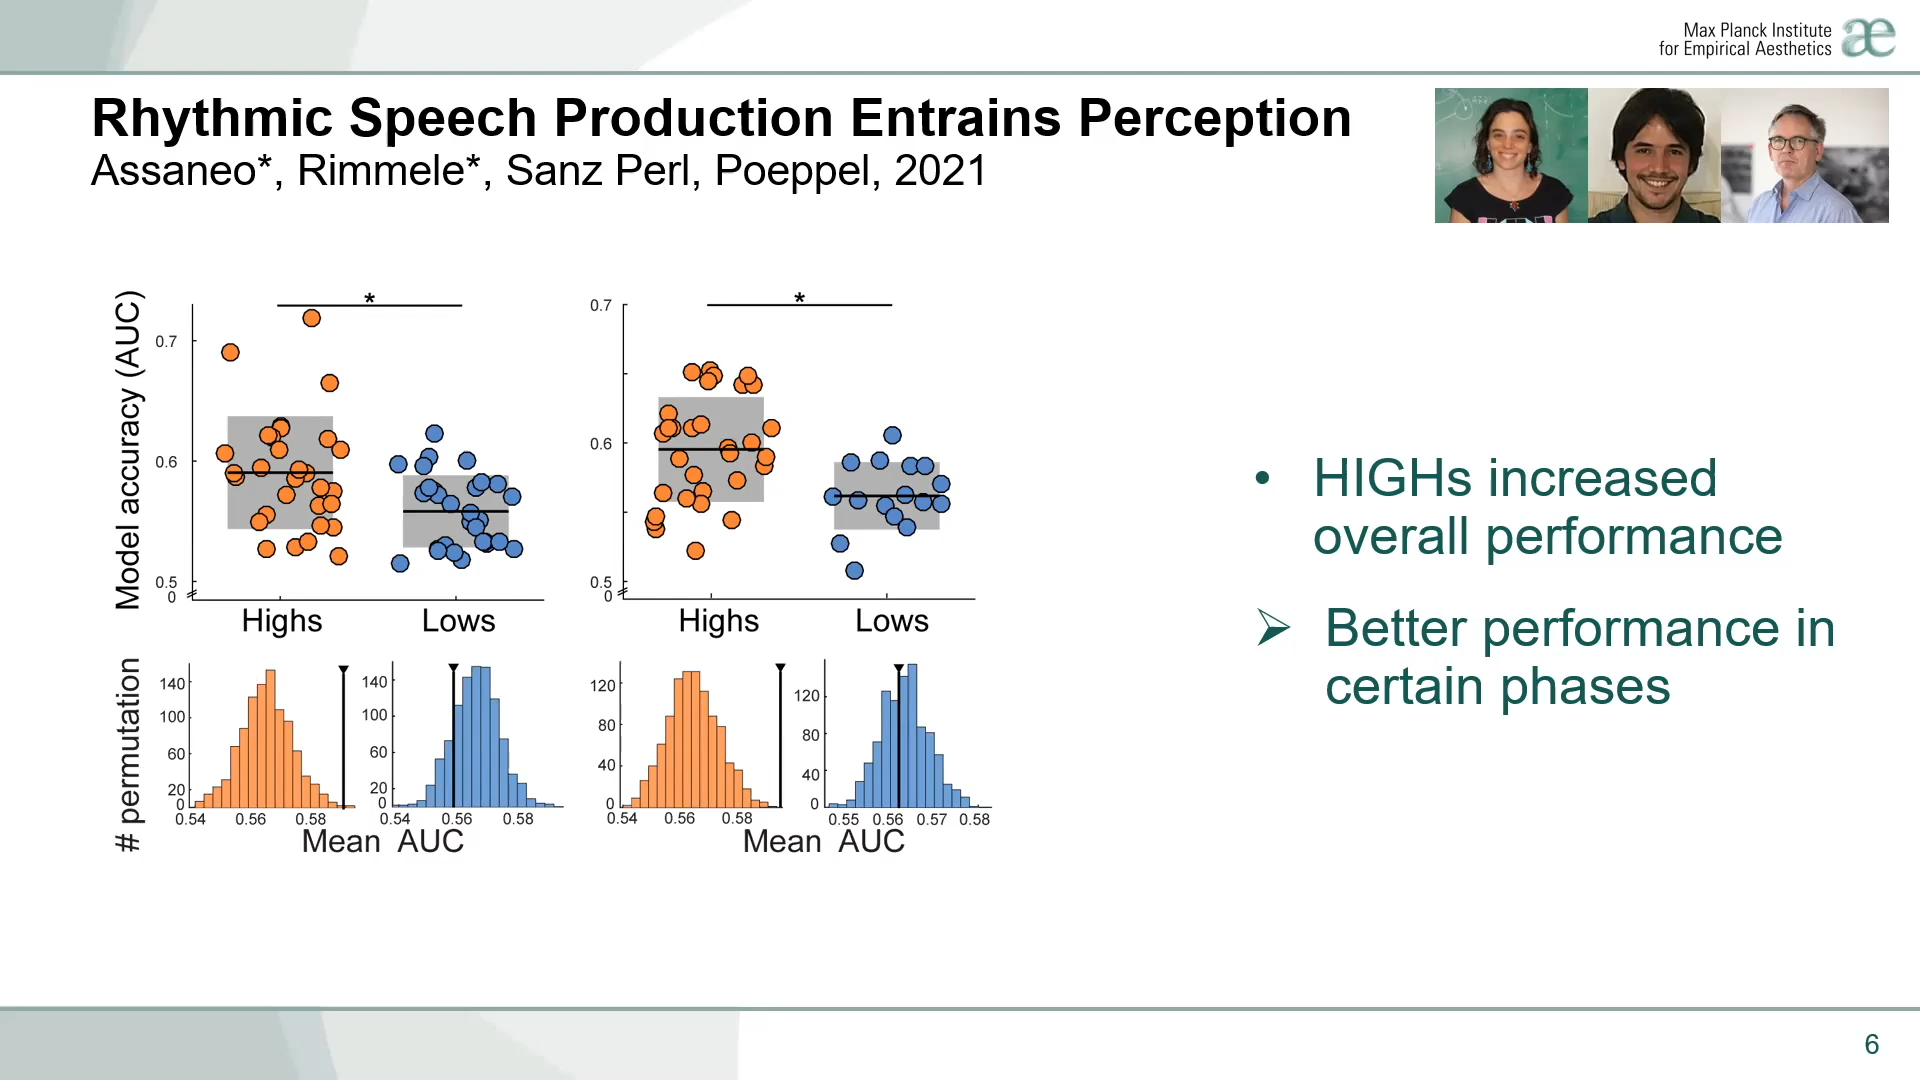 Max Planck Institute
for Empirical Aesthetics
æ
Rhythmic Speech Production Entrains Perception
Assaneo*, Rimmele*, Sanz Perl, Poeppel, 2021
Model accuracy (AUC)
*
0.7
0.6
0.5
0
Highs Lows
*
0.7
0.6
0.5
0
Highs Lows
# permutation
140
100
60
20
0
0.54 0.56 0.58
140
100
60
20
0
0.54 0.56 0.58
Mean AUC
120
80
40
0
0.54 0.56 0.58
120
80
40
0
0.55 0.56 0.57 0.58
Mean AUC
• HIGHs increased
overall performance
➢ Better performance in
certain phases
6